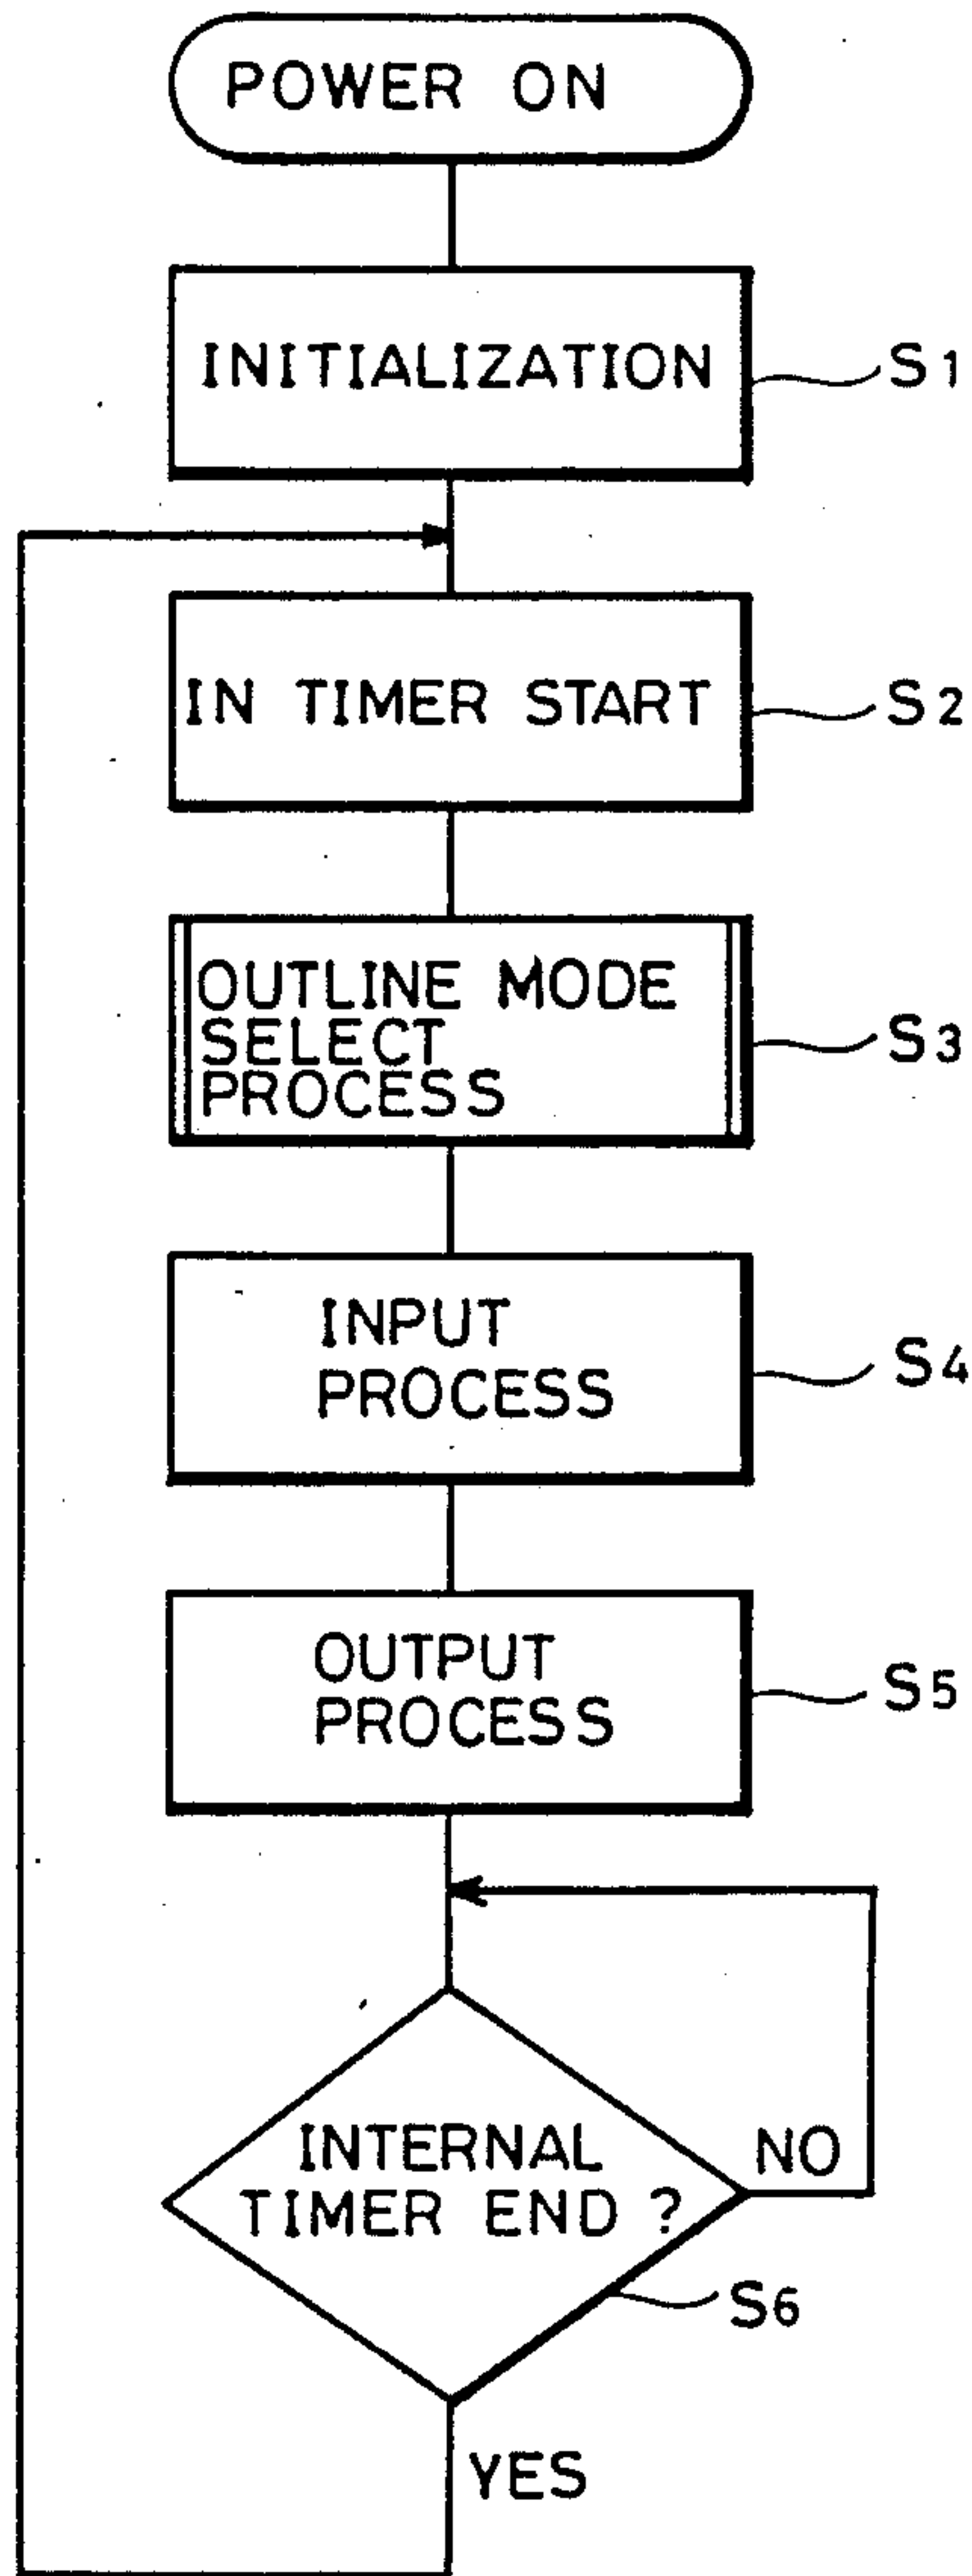 POWER ON
INITIALIZATION
S1
IN TIMER START
S2
OUTLINE MODE
SELECT
PROCESS
S3
INPUT
PROCESS
S4
OUTPUT
PROCESS
S5
INTERNAL
TIMER END ?
NO
S6
YES